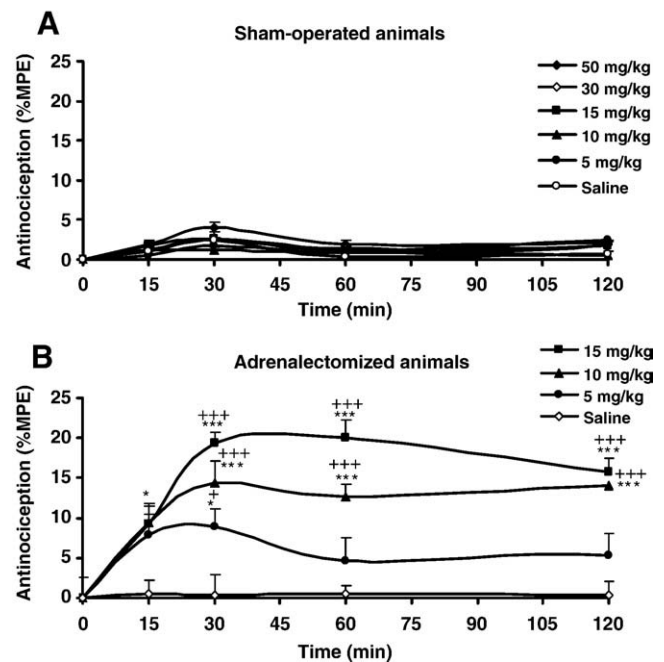 A
Sham-operated animals
Antinociception (%MPE)
25
20
15
10
5
0
50 mg/kg
30 mg/kg
15 mg/kg
10 mg/kg
5 mg/kg
Saline
0 15 30 45 60 75 90 105 120
Time (min)
B
Adrenalectomized animals
Antinociception (%MPE)
25
20
15
10
5
0
15 mg/kg
10 mg/kg
5 mg/kg
Saline
+++
***
+++
***
+++
***
+++
***
+++
***
+++
***
*
+
*
0 15 30 45 60 75 90 105 120
Time (min)